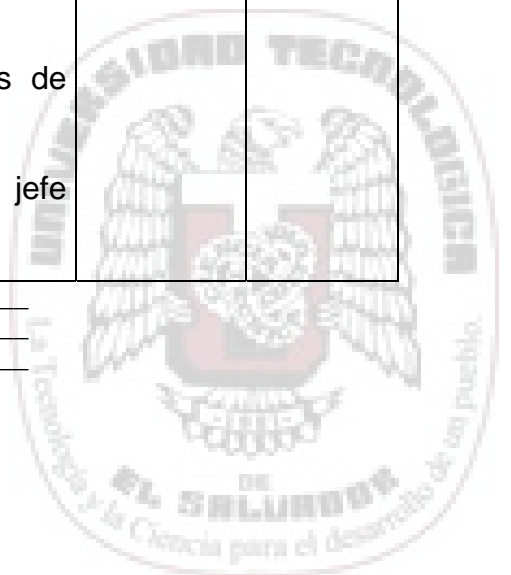 s de
jefe
UNIVERSIDAD TECNOLOGICA
DE
EL SALVADOR
La Tecnología y la Ciencia para el desarrollo de un pueblo.